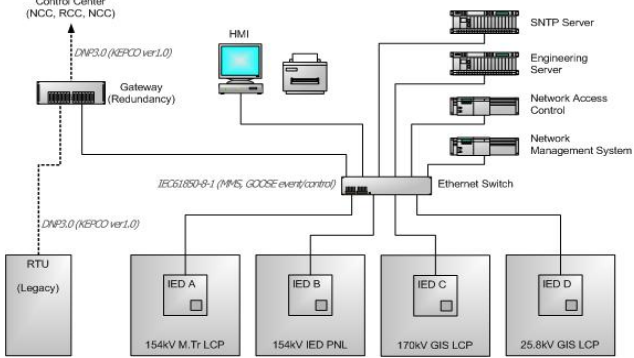 Control Center
(NCC, RCC, NCC)
DNP3.0 (KEPCO ver1.0)
HMI
SNTP Server
Engineering
Server
Gateway
(Redundancy)
Network Access
Control
Network
Management System
IEC61850-8-1 (MMS, GOOSE event/control)
Ethernet Switch
DNP3.0 (KEPCO ver1.0)
RTU
(Legacy)
IED A
154kV M.Tr LCP
IED B
154kV IED PNL
IED C
170kV GIS LCP
IED D
25.8kV GIS LCP